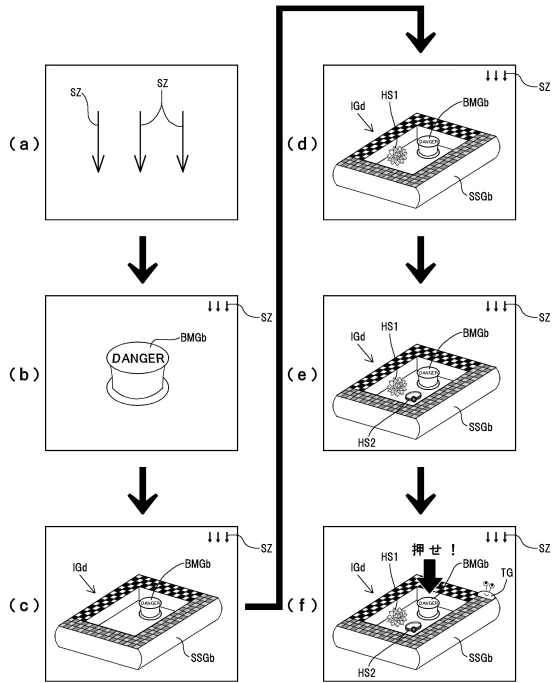 (a)
SZ
SZ
(b)
SZ
BMGb
DANGER
(c)
SZ
IGd
BMGb
DANGER
SSGb
(d)
SZ
HS1
IGd
BMGb
DANGER
SSGb
(e)
SZ
HS1
IGd
BMGb
DANGER
SSGb
HS2
(f)
SZ
押せ!
HS1
BMGb
IGd
TG
DANGER
SSGb
HS2